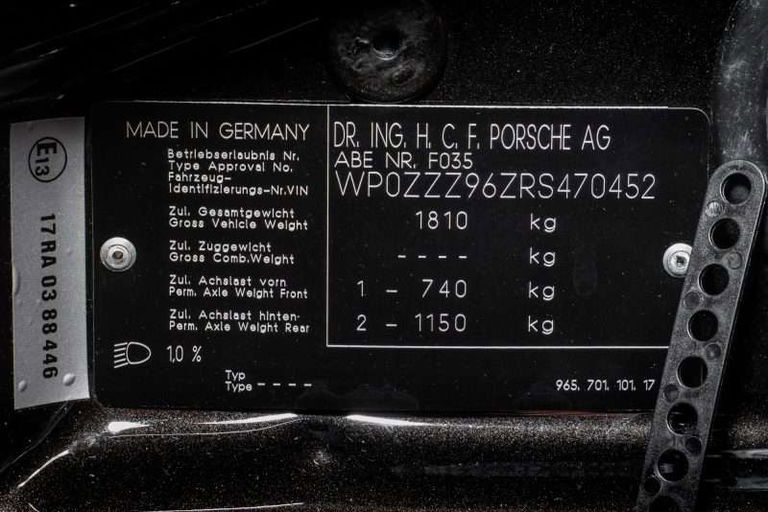 E13
17 RA 03 88 446
MADE IN GERMANY
DR. ING. H. C. F. PORSCHE AG
Betriebserlaubnis Nr.
Type Approval No.
ABE NR. F035
Fahrzeug-
Identifizierungs-Nr.VIN
WP0ZZZ96ZRS470452
Zul. Gesamtgewicht
Gross Vehicle Weight
1810 kg
Zul. Zuggewicht
Gross Comb.Weight
---- kg
Zul. Achslast vorn
Perm. Axle Weight Front
1 - 740 kg
Zul. Achslast hinten-
Perm. Axle Weight Rear
2 - 1150 kg
1,0 %
Typ
Type ----
965. 701. 101. 17